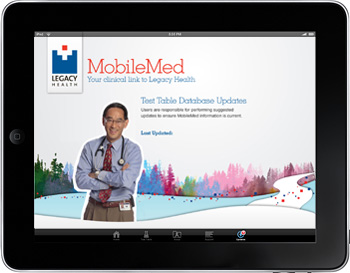 LEGACY
HEALTH
MobileMed
Your clinical link to Legacy Health
Test Table Database Updates
Users are responsible for performing suggested
updates to ensure MobileMed information is current.
Last Updated: